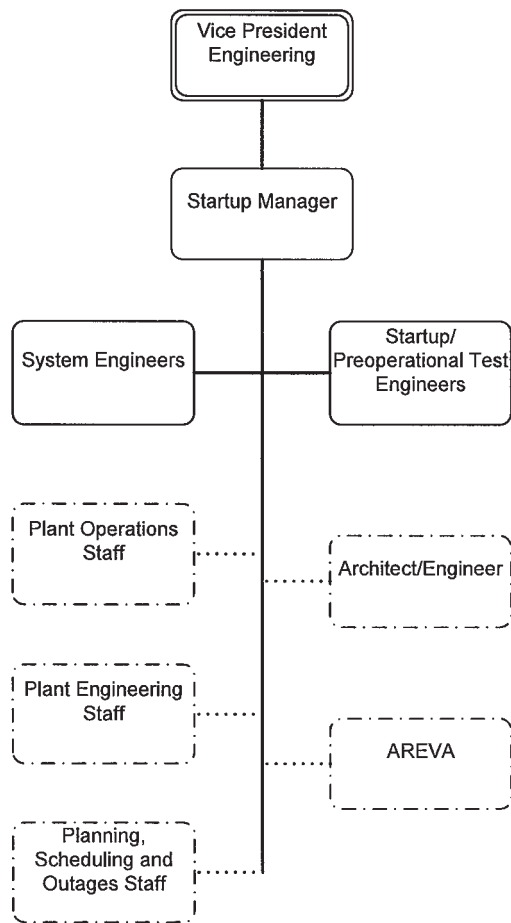 Vice President
Engineering
Startup Manager
System Engineers
Startup/
Preoperational Test
Engineers
Plant Operations
Staff
Architect/Engineer
Plant Engineering
Staff
AREVA
Planning,
Scheduling and
Outages Staff